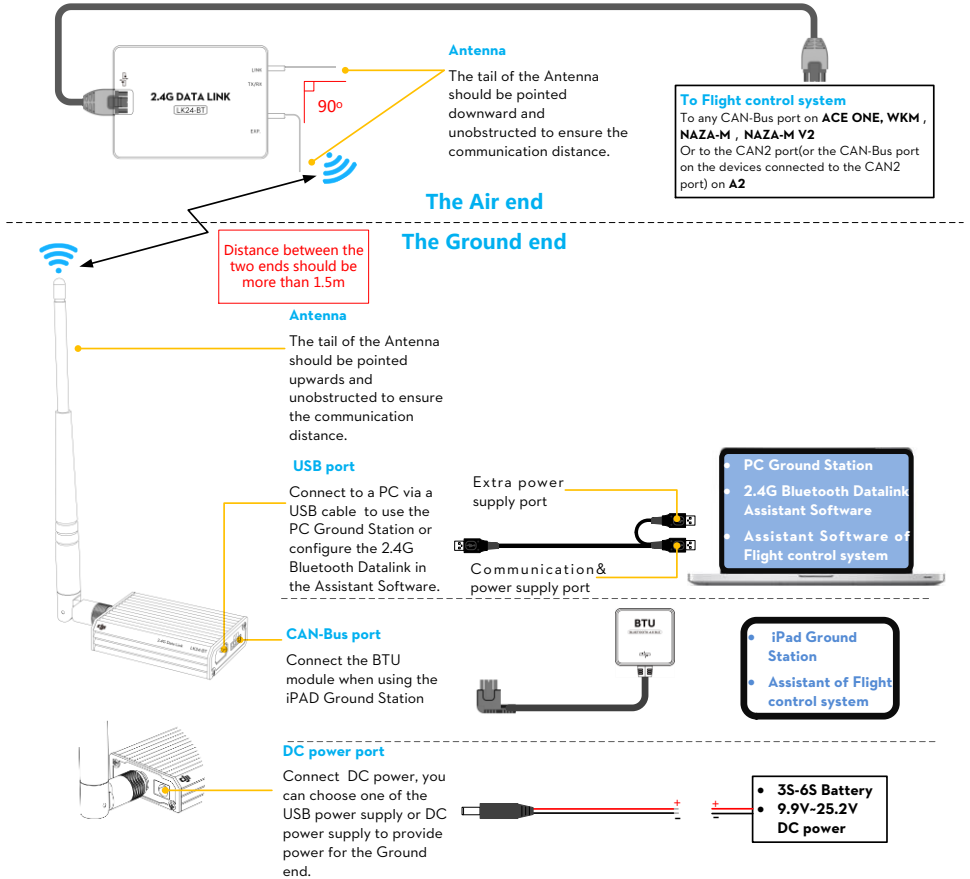 LINK
TX/RX
2.4G DATA LINK
LK24-BT
EXP.
90o
Antenna
The tail of the Antenna
should be pointed
downward and
unobstructed to ensure the
communication distance.
To Flight control system
To any CAN-Bus port on ACE ONE, WKM ,
NAZA-M , NAZA-M V2
Or to the CAN2 port(or the CAN-Bus port
on the devices connected to the CAN2
port) on A2
The Air end
The Ground end
Distance between the
two ends should be
more than 1.5m
Antenna
The tail of the Antenna
should be pointed
upwards and
unobstructed to ensure
the communication
distance.
USB port
Connect to a PC via a
USB cable to use the
PC Ground Station or
configure the 2.4G
Bluetooth Datalink in
the Assistant Software.
Extra power
supply port
Communication&
power supply port
• PC Ground Station
• 2.4G Bluetooth Datalink
Assistant Software
• Assistant Software of
Flight control system
2.4G Data Link LK24-BT
CAN-Bus port
Connect the BTU
module when using the
iPAD Ground Station
BTU
• iPad Ground
Station
• Assistant of Flight
control system
DC power port
Connect DC power, you
can choose one of the
USB power supply or DC
power supply to provide
power for the Ground
end.
+ +
- -
• 3S-6S Battery
• 9.9V~25.2V
DC power